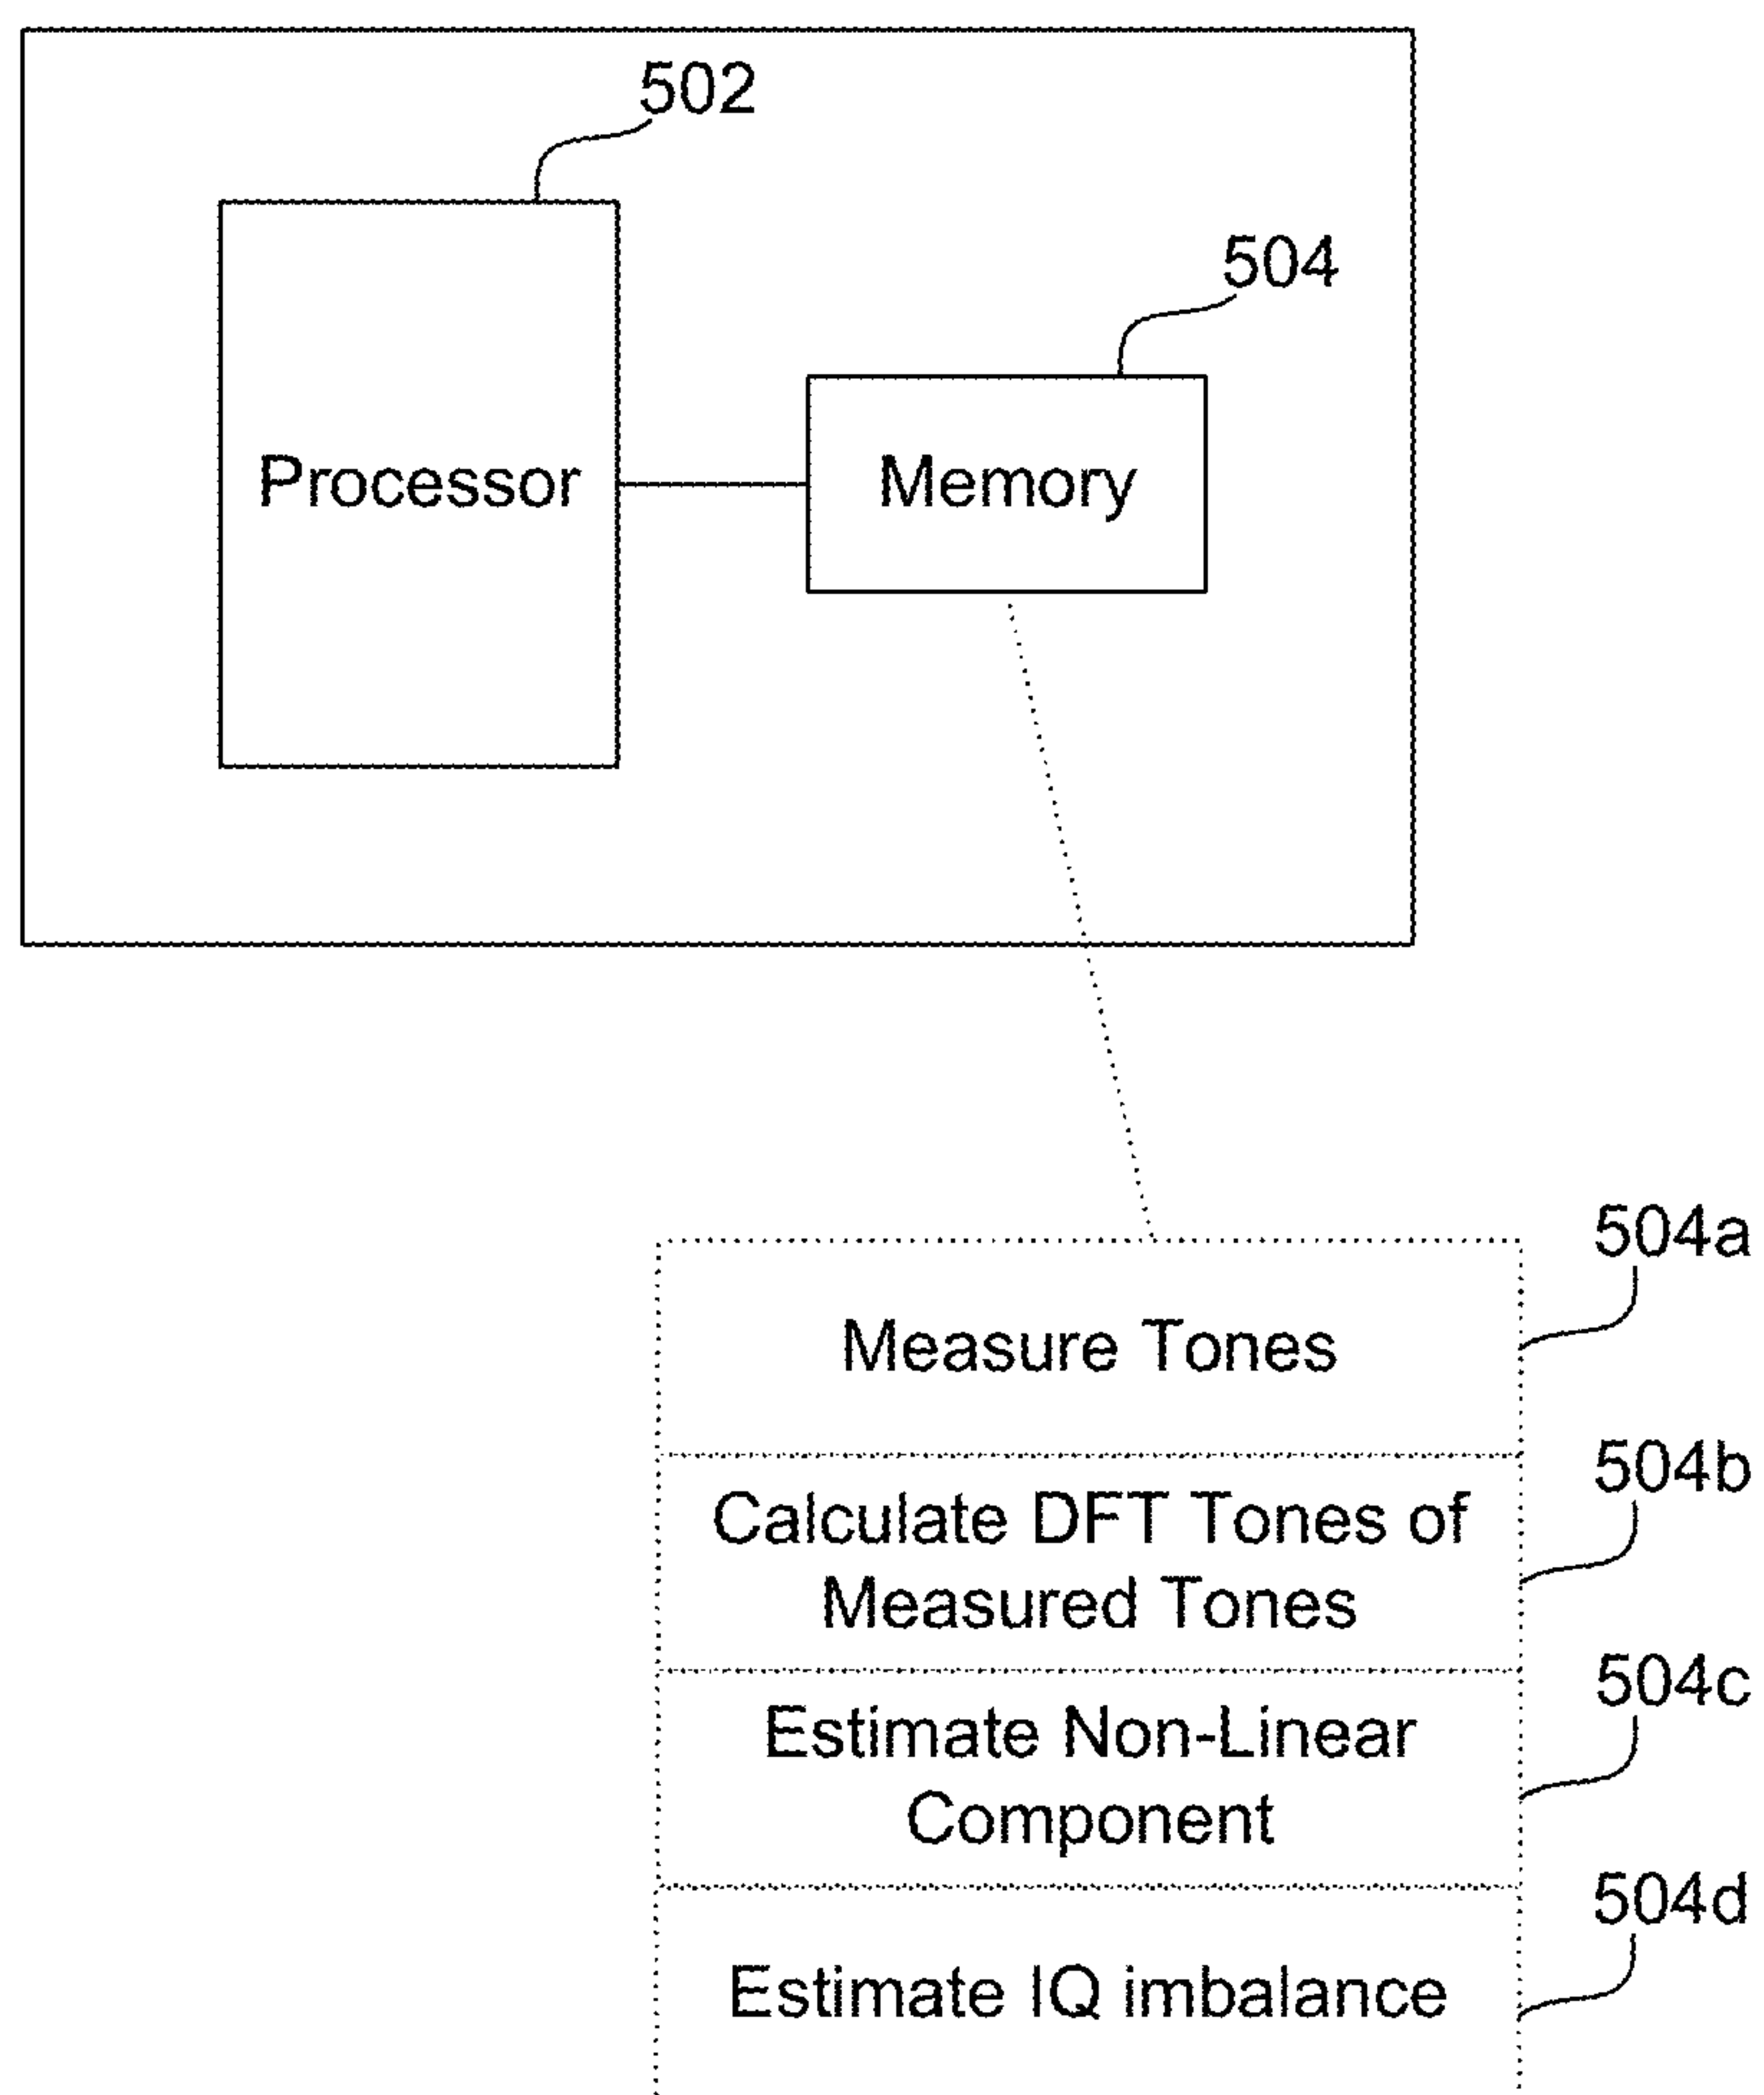 502
504
Processor
Memory
504a
Measure Tones
504b
Calculate DFT Tones of
Measured Tones
504c
Estimate Non-Linear
Component
504d
Estimate IQ imbalance